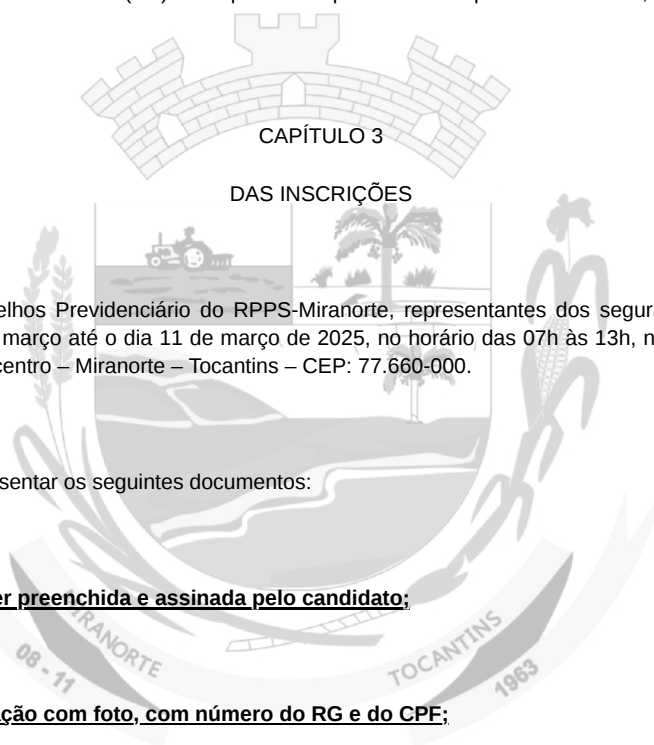 CAPÍTULO 3
DAS INSCRIÇÕES
elhos Previdenciário do RPPS-Miranorte, representantes dos segur
março até o dia 11 de março de 2025, no horário das 07h às 13h, n
centro – Miranorte – Tocantins – CEP: 77.660-000.
sentar os seguintes documentos:
er preenchida e assinada pelo candidato;
IRANORTE
TOCANTINS
08 - 11
1963
ação com foto, com número do RG e do CPF;